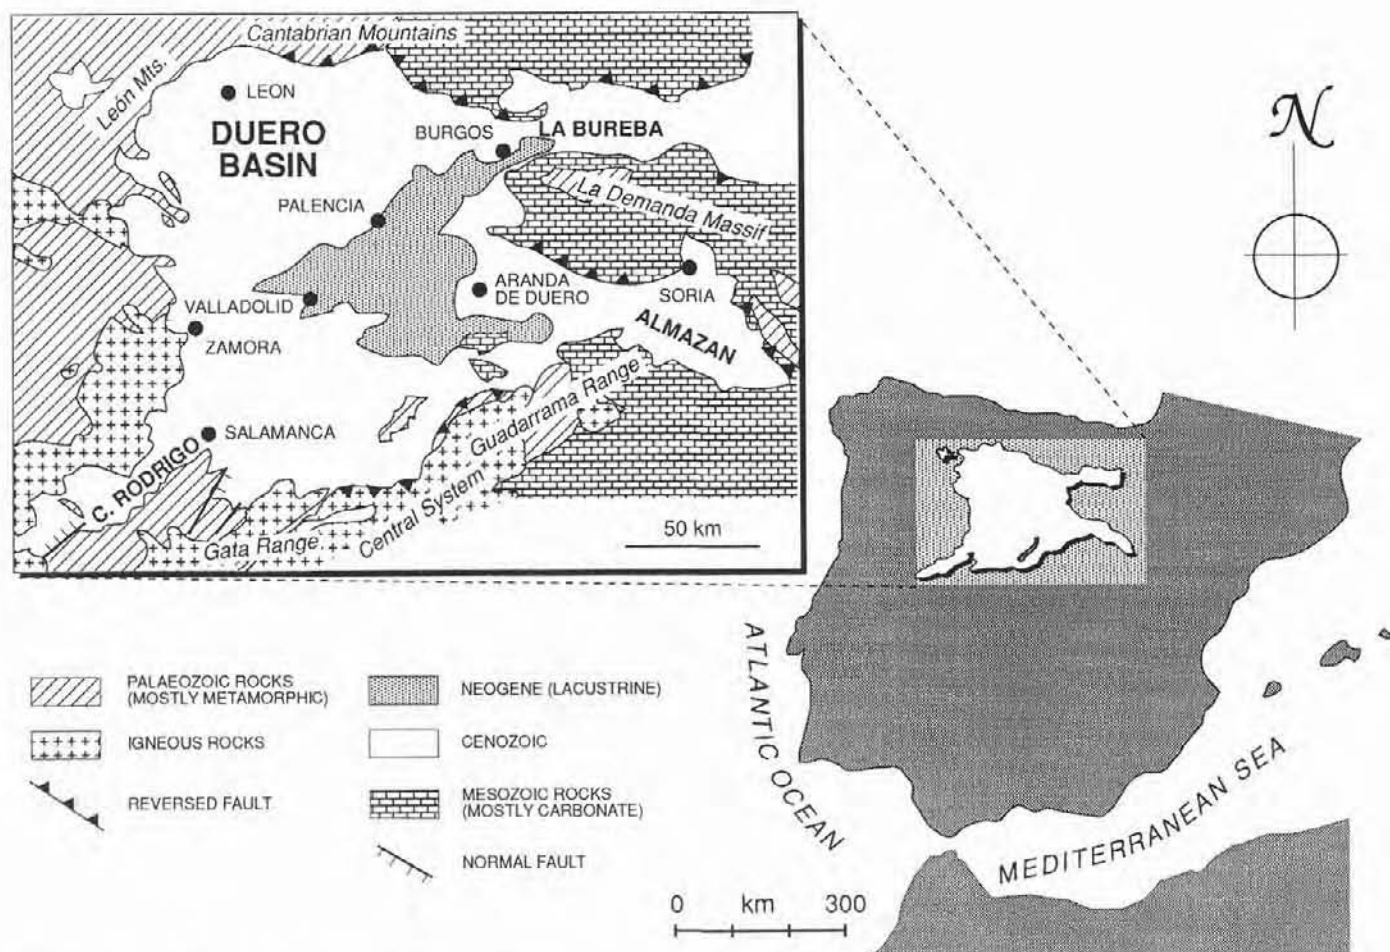 Cantabrian Mountains
León Mts.
LEON
DUERO
BASIN
BURGOS
LA BUREBA
PALENCIA
La Demanda Massif
VALLADOLID
ARANDA
DE DUERO
SORIA
ZAMORA
ALMAZAN
SALAMANCA
Guadarrama Range
C. RODRIGO
Central System
Gata Range
50 km
N
PALAEOZOIC ROCKS
(MOSTLY METAMORPHIC)
IGNEOUS ROCKS
REVERSED FAULT
NEOGENE (LACUSTRINE)
CENOZOIC
MESOZOIC ROCKS
(MOSTLY CARBONATE)
NORMAL FAULT
ATLANTIC OCEAN
MEDITERRANEAN SEA
0 km 300